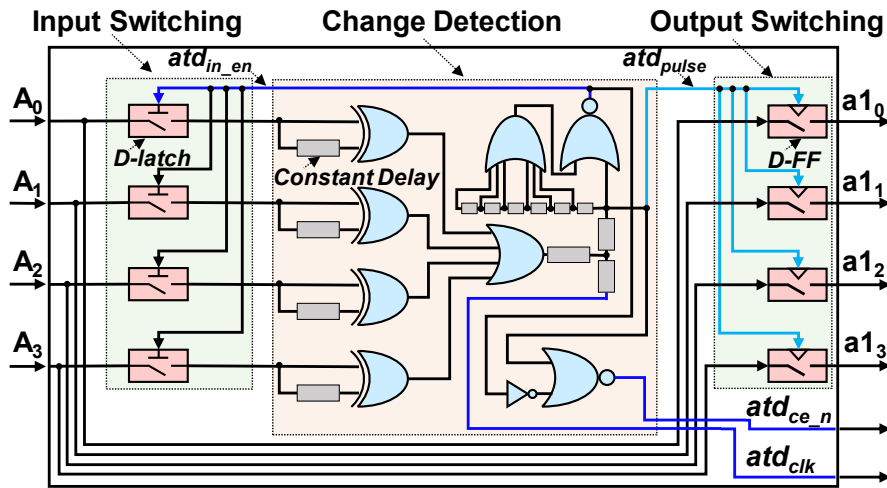 Input Switching
Change Detection
Output Switching
atd_in_en
atd_pulse
A_0
a1_0
D-latch
Constant Delay
D-FF
A_1
a1_1
A_2
a1_2
A_3
a1_3
atd_ce_n
atd_clk